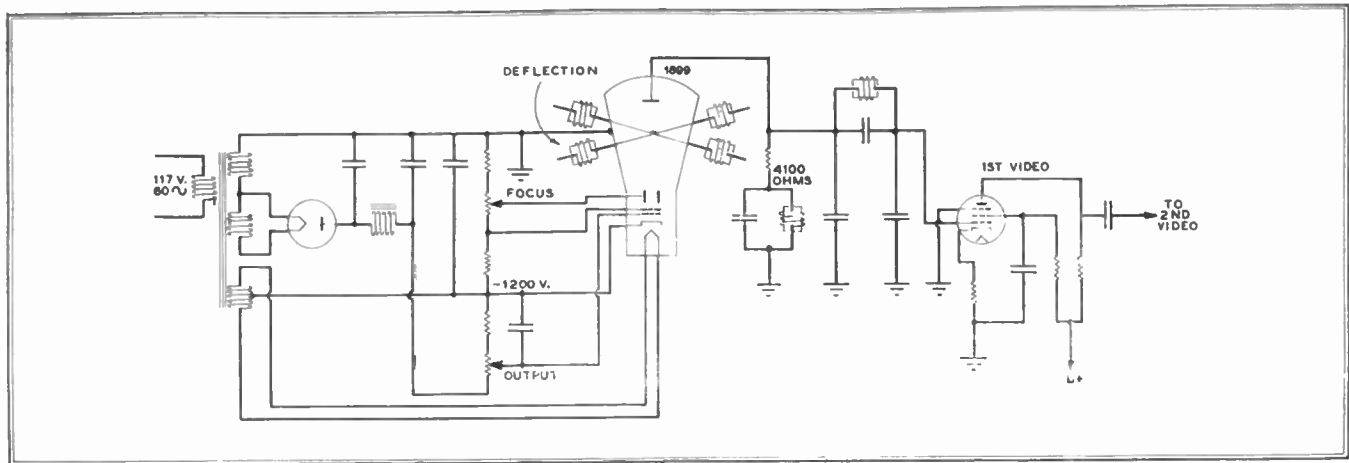 DEFLECTION
1899
117 V.
60~
FOCUS
4100
OHMS
1ST VIDEO
TO
2ND
VIDEO
-1200 V.
OUTPUT